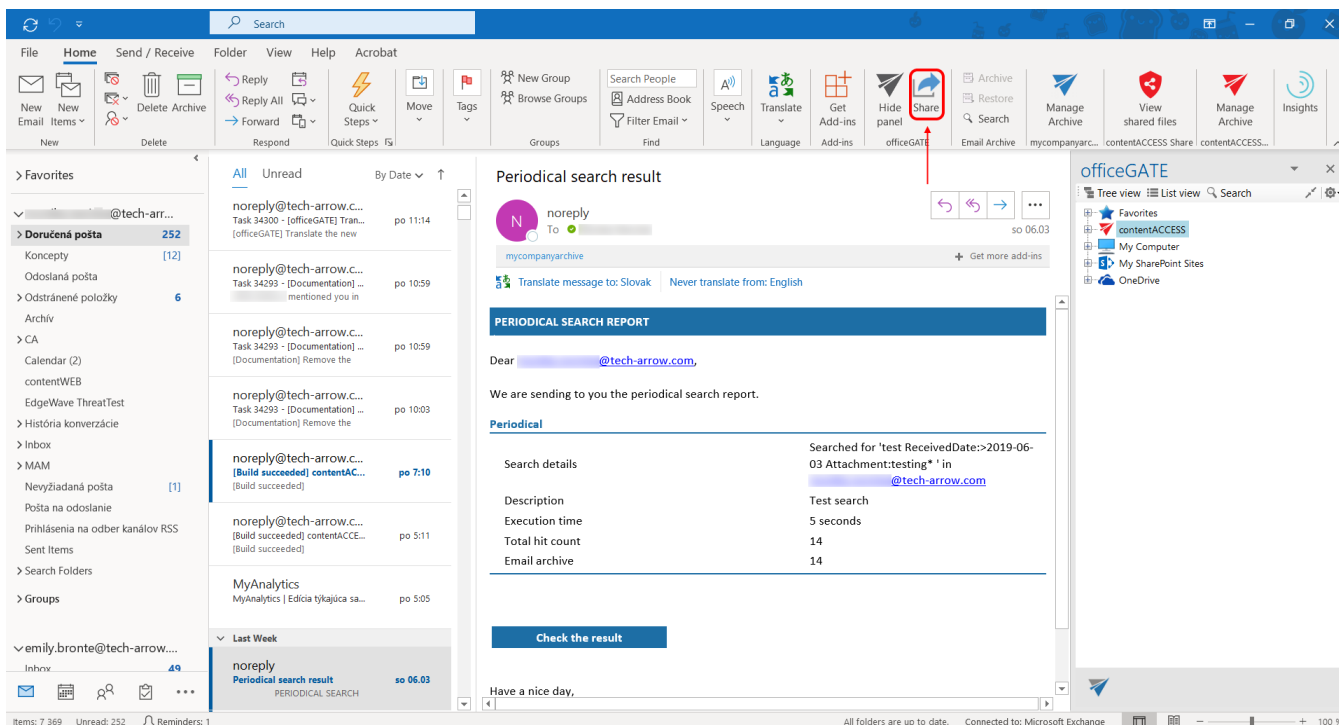 Search
File Home Send / Receive Folder View Help Acrobat
New Email
New Items
Delete
Archive
Reply
Reply All
Forward
Quick Steps
Move
Tags
New Group
Browse Groups
Search People
Address Book
Filter Email
Speech
Translate
Get Add-ins
Hide panel
Share
Archive
Restore
Search
Manage Archive
View shared files
Manage Archive
Insights
New
Delete
Respond
Quick Steps
Groups
Find
Language
Add-ins
officeGATE
Email Archive
mycompanyarc...
contentACCESS Share
contentACCESS...
Favorites
@tech-arr...
Doručená pošta 252
Koncepty [12]
Odoslaná pošta
Odstránené položky 6
Archív
CA
Calendar (2)
contentWEB
EdgeWave ThreatTest
História konverzácie
Inbox
MAM
Nevyžiadaná pošta [1]
Pošta na odoslanie
Prihlásenia na odber kanálov RSS
Sent Items
Search Folders
Groups
emily.bronte@tech-arrow....
Inbox 49
All Unread By Date
noreply@tech-arrow.c...
Task 34300 - [officeGATE] Tran... po 11:14
[officeGATE] Translate the new
noreply@tech-arrow.c...
Task 34293 - [Documentation] ... po 10:59
mentioned you in
noreply@tech-arrow.c...
Task 34293 - [Documentation] ... po 10:59
[Documentation] Remove the
noreply@tech-arrow.c...
Task 34293 - [Documentation] ... po 10:03
[Documentation] Remove the
noreply@tech-arrow.c...
[Build succeeded] contentAC... po 7:10
[Build succeeded]
noreply@tech-arrow.c...
[Build succeeded] contentACCE... po 5:11
[Build succeeded]
MyAnalytics
MyAnalytics | Edícia týkajúca sa... po 5:05
Last Week
noreply
Periodical search result so 06.03
PERIODICAL SEARCH
Periodical search result
N
noreply
To
so 06.03
mycompanyarchive
+ Get more add-ins
Translate message to: Slovak Never translate from: English
PERIODICAL SEARCH REPORT
Dear @tech-arrow.com,
We are sending to you the periodical search report.
Periodical
Search details
Searched for 'test ReceivedDate:>2019-06-
03 Attachment:testing* ' in
@tech-arrow.com
Description Test search
Execution time 5 seconds
Total hit count 14
Email archive 14
Check the result
Have a nice day,
officeGATE
Tree view List view Search
Favorites
contentACCESS
My Computer
My SharePoint Sites
OneDrive
Items: 7 369 Unread: 252 Reminders: 1
All folders are up to date. Connected to: Microsoft Exchange 100 %